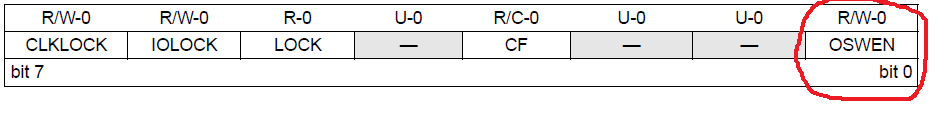 R/W-0 R/W-0 R-0 U-0 R/C-0 U-0 U-0 R/W-0
CLKLOCK IOLOCK LOCK — CF — — OSWEN
bit 7 bit 0